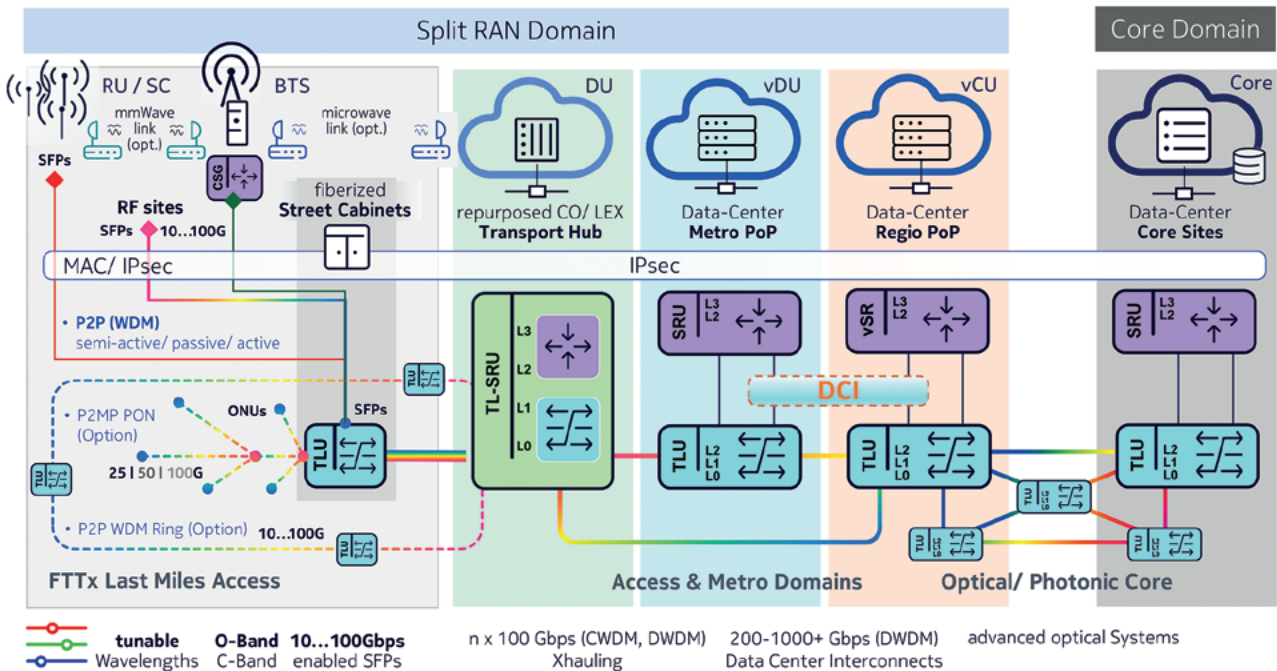 Split RAN Domain
Core Domain
RU / SC
BTS
DU
vDU
vCU
Core
mmWave
link
(opt.)
microwave
link (opt.)
SFPs
CSG
fiberized
Street Cabinets
RF sites
SFPs 10...100G
repurposed CO/ LEX
Transport Hub
Data-Center
Metro PoP
Data-Center
Regio PoP
Data-Center
Core Sites
MAC/ IPsec
IPsec
• P2P (WDM)
semi-active/ passive/ active
TL-SRU
L3
L2
L1
L0
SRU
L3
L2
vSR
L3
L2
SRU
L3
L2
DCI
TLU
• P2MP PON
(Option)
ONUs
SFPs
25 | 50 | 100G
TLU
TLU
TLU
L2
L1
L0
TLU
L2
L1
L0
TLU
L2
L1
L0
TLU
TLU
TLU
• P2P WDM Ring (Option)
10...100G
TLU
FTTx Last Miles Access
Access & Metro Domains
Optical/ Photonic Core
tunable
Wavelengths
O-Band
C-Band
10...100Gbps
enabled SFPs
n x 100 Gbps (CWDM, DWDM)
Xhauling
200-1000+ Gbps (DWDM)
Data Center Interconnects
advanced optical Systems